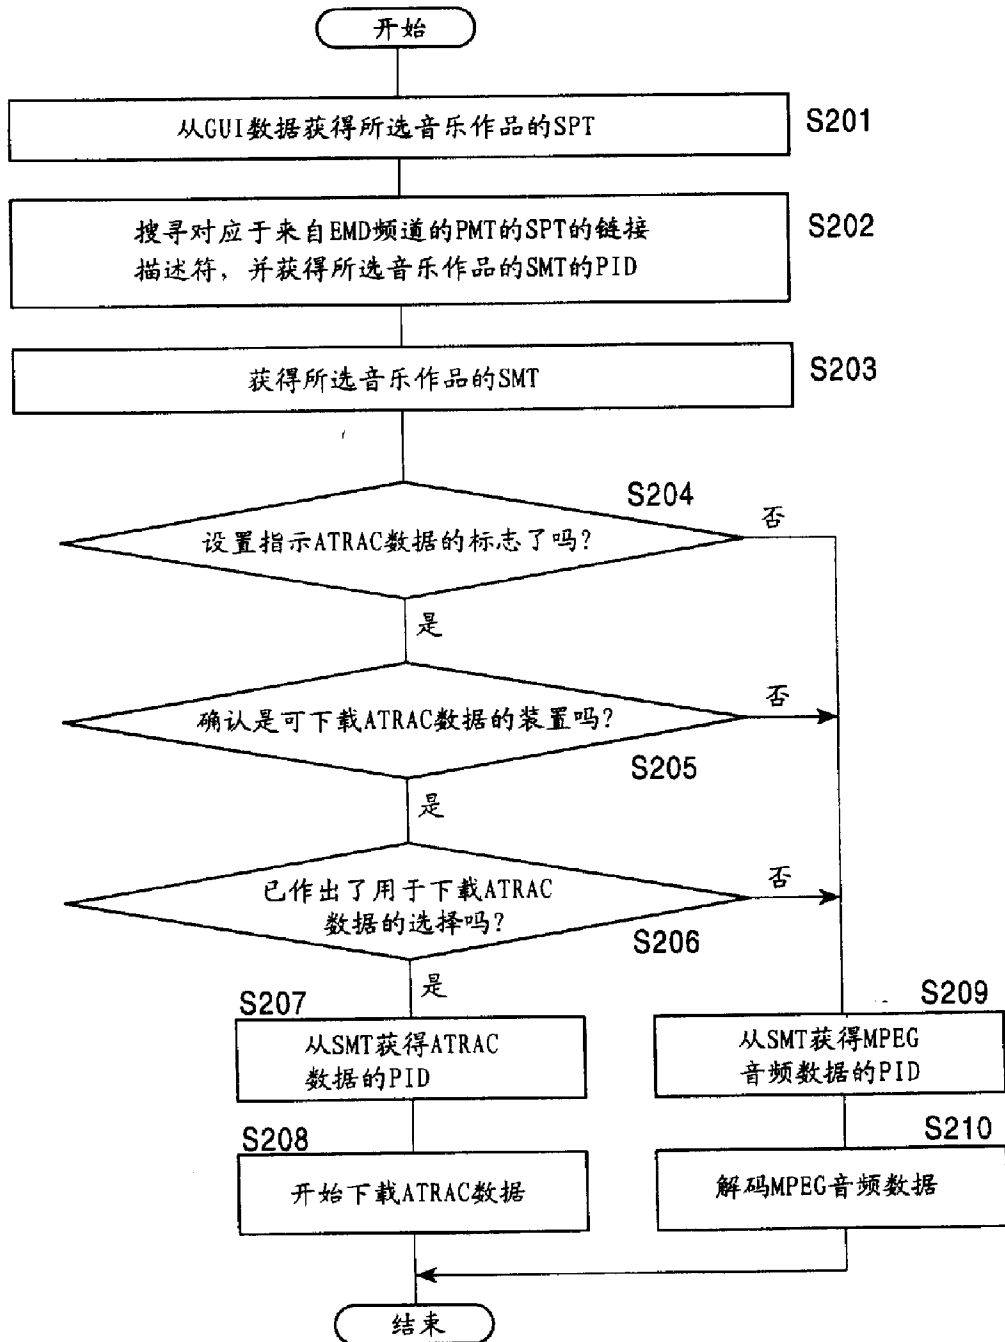 开始
从GUI数据获得所选音乐作品的SPT
S201
搜寻对应于来自EMD频道的PMT的SPT的链接
描述符，并获得所选音乐作品的SMT的PID
S202
获得所选音乐作品的SMT
S203
S204
设置指示ATRAC数据的标志了吗?
否
是
确认是可下载ATRAC数据的装置吗?
否
S205
是
已作出了用于下载ATRAC
数据的选择吗?
否
S206
是
S207
从SMT获得ATRAC
数据的PID
S209
从SMT获得MPEG
音频数据的PID
S208
开始下载ATRAC数据
S210
解码MPEG音频数据
结束